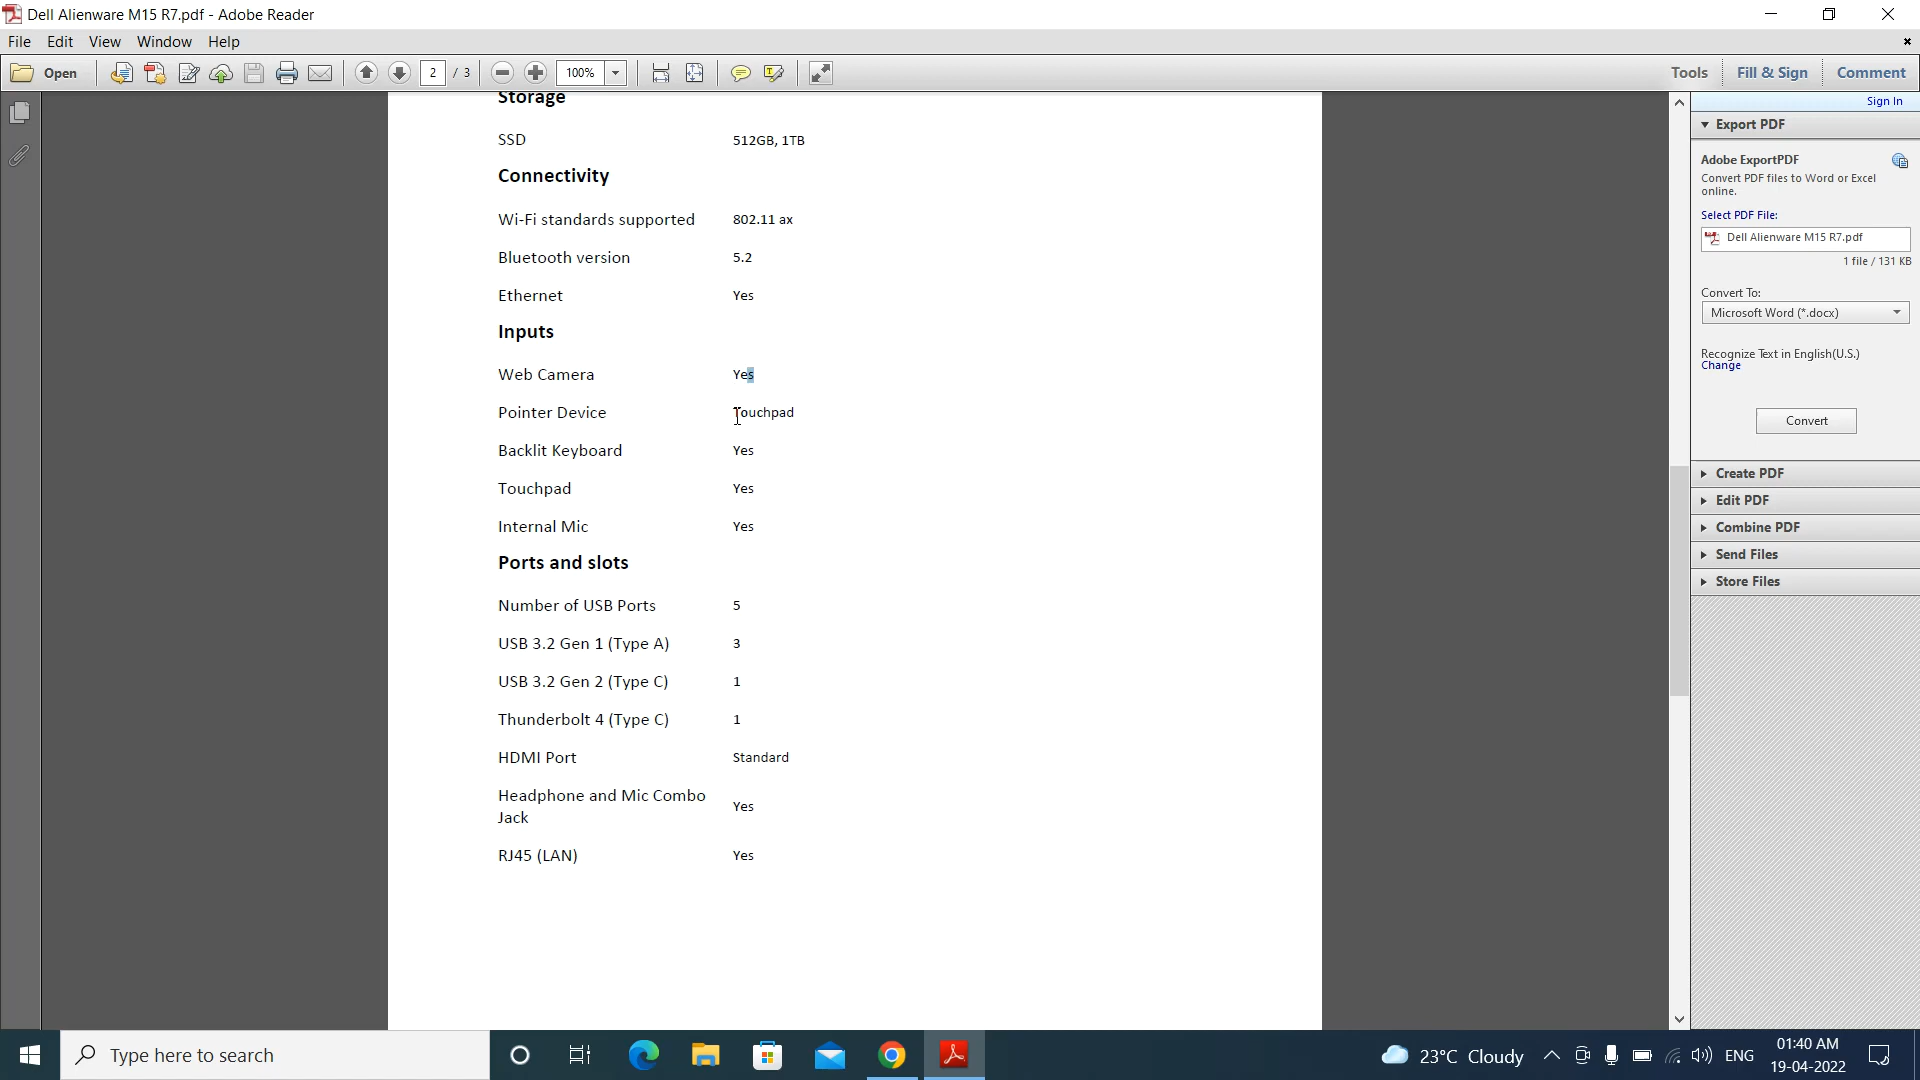 Dell Alienware M15 R7.pdf - Adobe Reader
File Edit View Window Help
Open 2 / 3 100% Tools Fill & Sign Comment
Storage
SSD 512GB, 1TB
Connectivity
Wi-Fi standards supported 802.11 ax
Bluetooth version 5.2
Ethernet Yes
Inputs
Web Camera Yes
Pointer Device Touchpad
Backlit Keyboard Yes
Touchpad Yes
Internal Mic Yes
Ports and slots
Number of USB Ports 5
USB 3.2 Gen 1 (Type A) 3
USB 3.2 Gen 2 (Type C) 1
Thunderbolt 4 (Type C) 1
HDMI Port Standard
Headphone and Mic Combo
Jack
Yes
RJ45 (LAN) Yes
Sign In
Export PDF
Adobe ExportPDF
Convert PDF files to Word or Excel
online.
Select PDF File:
Dell Alienware M15 R7.pdf
1 file / 131 KB
Convert To:
Microsoft Word (*.docx)
Recognize Text in English(U.S.)
Change
Convert
Create PDF
Edit PDF
Combine PDF
Send Files
Store Files
Type here to search
23°C Cloudy
ENG
01:40 AM
19-04-2022